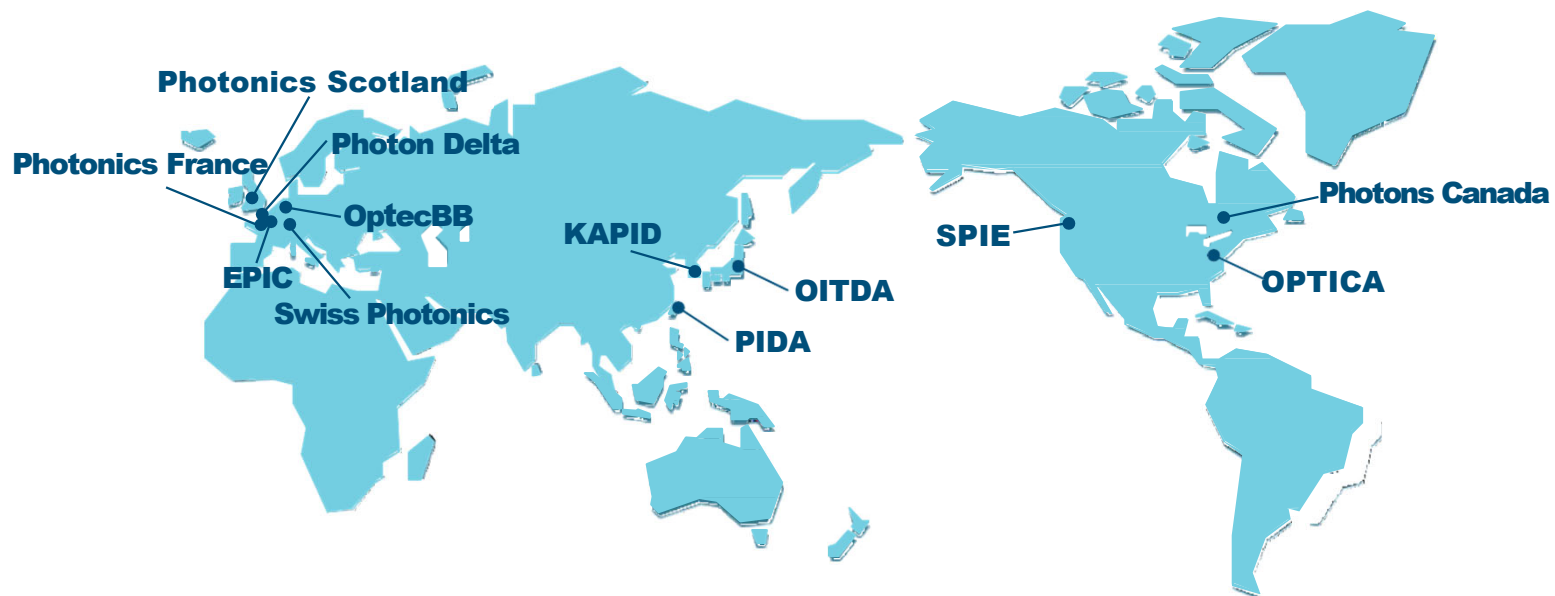 Photonics Scotland
Photon Delta
Photonics France
Photons Canada
OptecBB
KAPID
SPIE
EPIC
OITDA
OPTICA
Swiss Photonics
PIDA